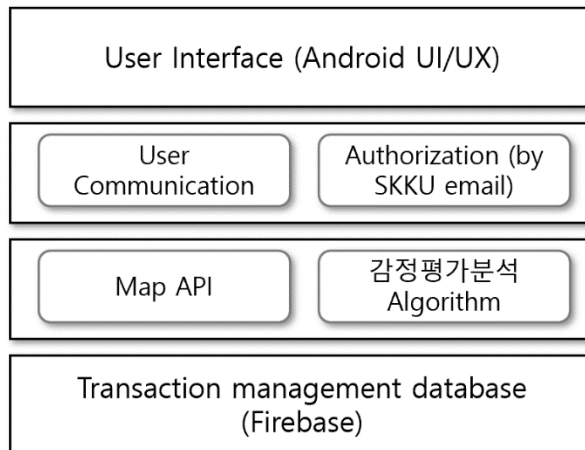 User Interface (Android UI/UX)
User
Communication
Authorization (by
SKKU email)
Map API
감정평가분석
Algorithm
Transaction management database
(Firebase)